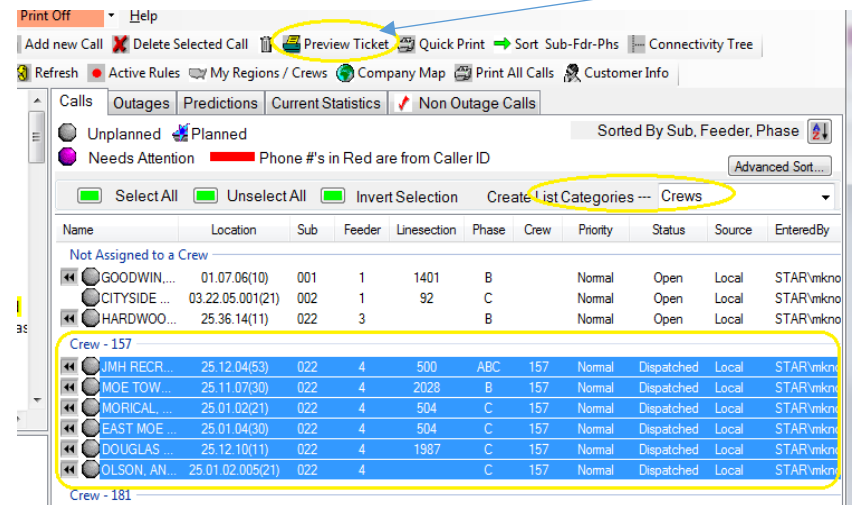 Print Off Help
Add new Call Delete Selected Call Preview Ticket Quick Print Sort Sub-Fdr-Phs Connectivity Tree
Refresh Active Rules My Regions / Crews Company Map Print All Calls Customer Info
Calls Outages Predictions Current Statistics Non Outage Calls
Unplanned Planned Sorted By Sub, Feeder, Phase
Needs Attention Phone #'s in Red are from Caller ID Advanced Sort...
Select All Unselect All Invert Selection Create List Categories --- Crews
Name Location Sub Feeder Linesection Phase Crew Priority Status Source EnteredBy
Not Assigned to a Crew
GOODWIN,... 01.07.06(10) 001 1 1401 B Normal Open Local STAR\mkno
CITYSIDE ... 03.22.05.001(21) 002 1 92 C Normal Open Local STAR\mkno
HARDWOO... 25.36.14(11) 022 3 B Normal Open Local STAR\mkno
as
Crew - 157
JMH RECR... 25.12.04(53) 022 4 500 ABC 157 Normal Dispatched Local STAR\mkno
MOE TOW... 25.11.07(30) 022 4 2028 B 157 Normal Dispatched Local STAR\mkno
MORICAL, ... 25.01.02(21) 022 4 504 C 157 Normal Dispatched Local STAR\mkno
EAST MOE ... 25.01.04(30) 022 4 504 C 157 Normal Dispatched Local STAR\mkno
DOUGLAS ... 25.12.10(11) 022 4 1987 C 157 Normal Dispatched Local STAR\mkno
OLSON, AN... 25.01.02.005(21) 022 4 C 157 Normal Dispatched Local STAR\mkno
Crew - 181